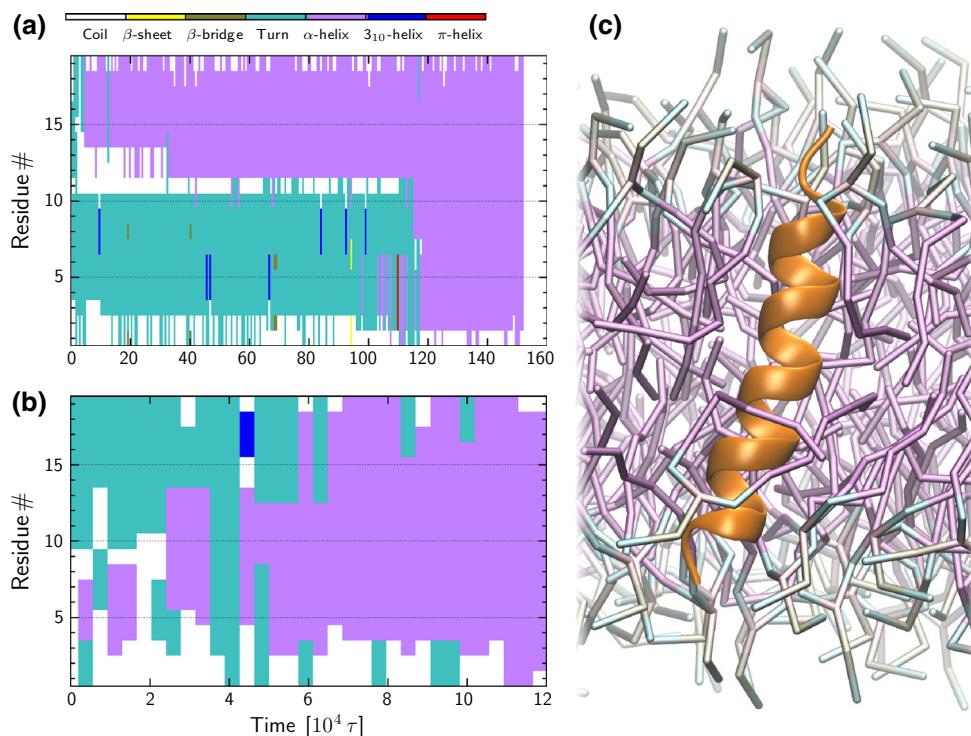 (a)
(c)
Coil β-sheet β-bridge Turn α-helix 3₁₀-helix π-helix
Residue #
15
10
5
0 20 40 60 80 100 120 140 160
(b)
Residue #
15
10
5
0 2 4 6 8 10 12
Time [10⁴ τ]